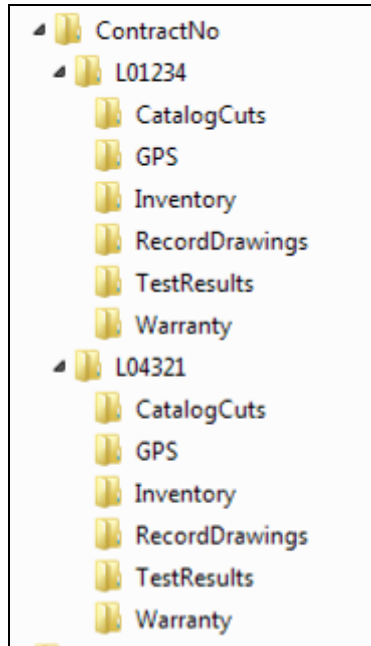 ContractNo
L01234
CatalogCuts
GPS
Inventory
RecordDrawings
TestResults
Warranty
L04321
CatalogCuts
GPS
Inventory
RecordDrawings
TestResults
Warranty